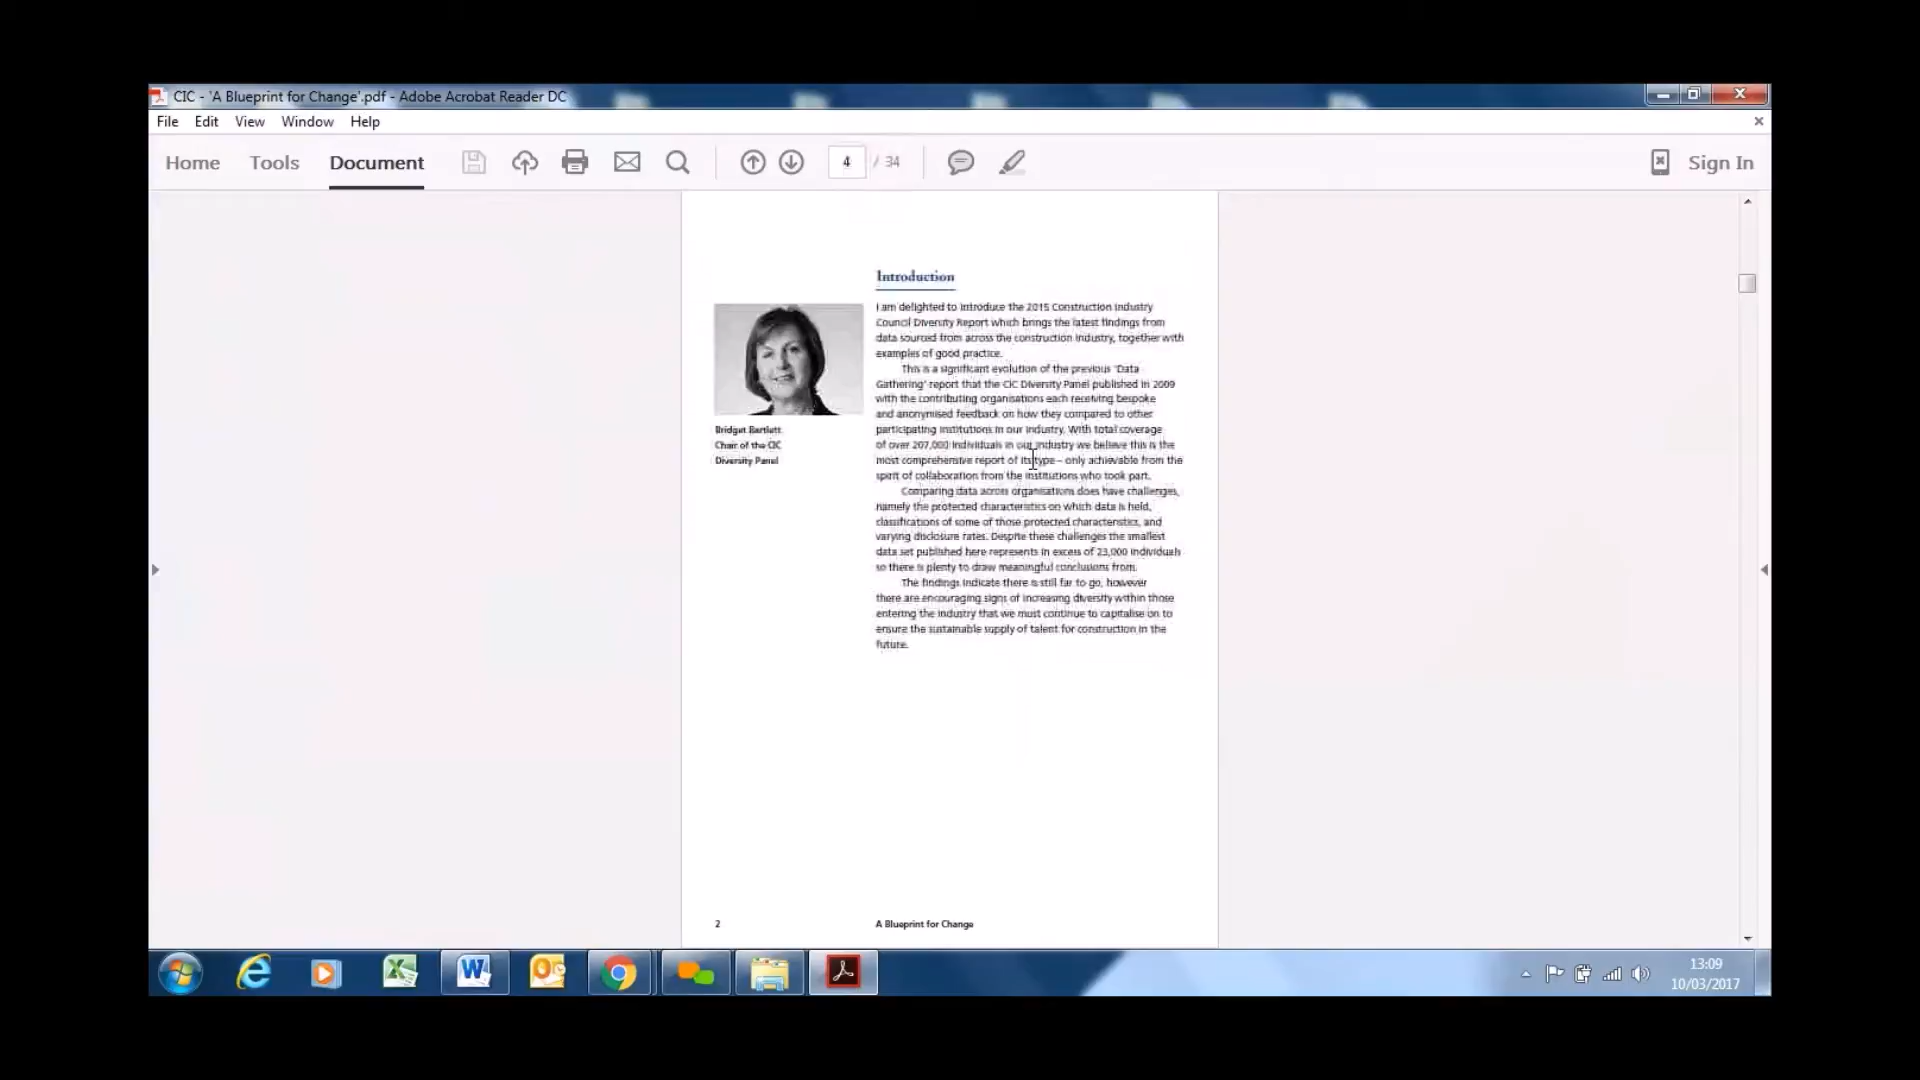 CIC - 'A Blueprint for Change'.pdf - Adobe Acrobat Reader DC
File Edit View Window Help
Home Tools Document 4 / 34 Sign In
Introduction
I am delighted to introduce the 2015 Construction Industry
Council Diversity Report which brings the latest findings from
data sourced from across the construction industry, together with
examples of good practice.
This is a significant evolution of the previous 'Data
Gathering' report that the CIC Diversity Panel published in 2009
with the contributing organisations each receiving bespoke
and anonymised feedback on how they compared to other
participating institutions in our industry. With total coverage
of over 207,000 individuals in our industry we believe this is the
most comprehensive report of its type – only achievable from the
spirit of collaboration from the institutions who took part.
Comparing data across organisations does have challenges,
namely the protected characteristics on which data is held,
classifications of some of those protected characteristics, and
varying disclosure rates. Despite these challenges the smallest
data set published here represents in excess of 23,000 individuals
so there is plenty to draw meaningful conclusions from.
The findings indicate there is still far to go, however
there are encouraging signs of increasing diversity within those
entering the industry that we must continue to capitalise on to
ensure the sustainable supply of talent for construction in the
future.
Bridget Bartlett
Chair of the CIC
Diversity Panel
2 A Blueprint for Change
13:09
10/03/2017